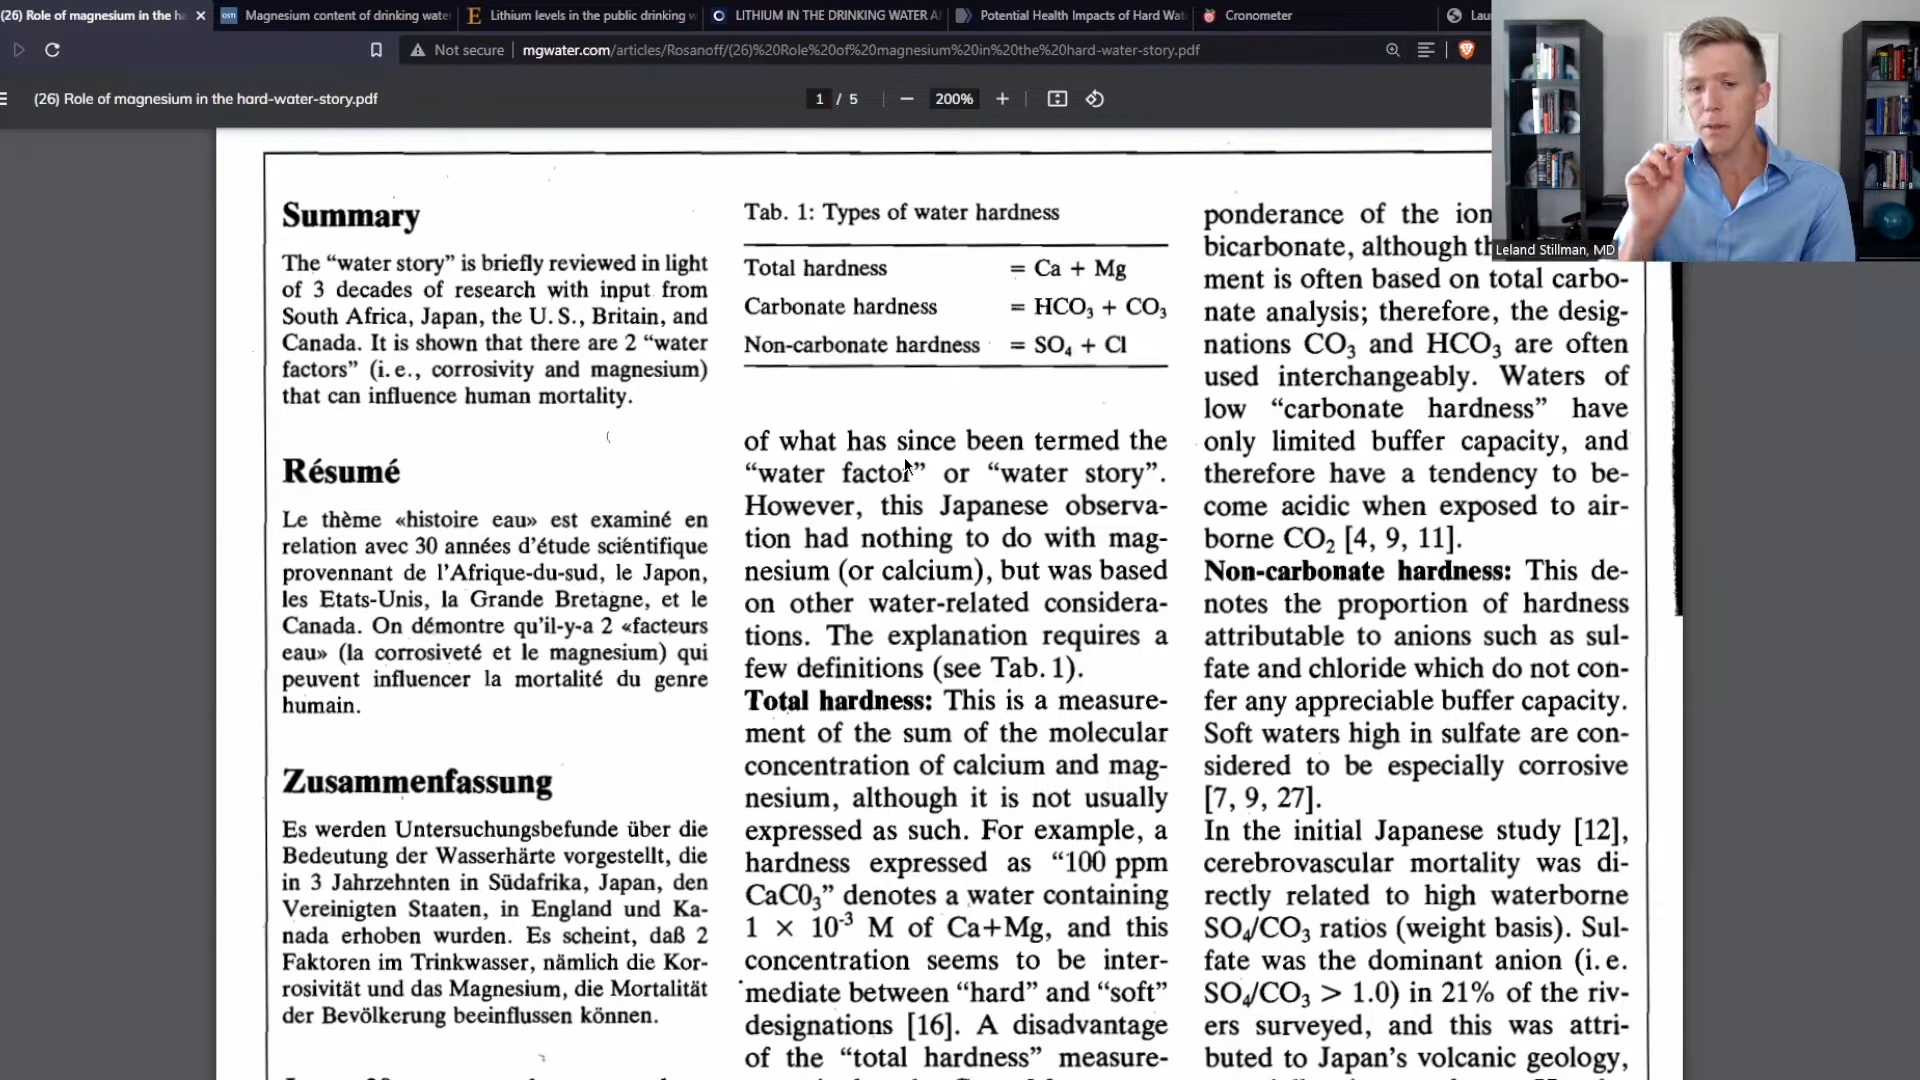 (26) Role of magnesium in the ha
Magnesium content of drinking wate
Lithium levels in the public drinking w
LITHIUM IN THE DRINKING WATER A
Potential Health Impacts of Hard Wat
Cronometer
Lau
Not secure
mgwater.com/articles/Rosanoff/(26)%20Role%20of%20magnesium%20in%20the%20hard-water-story.pdf
(26) Role of magnesium in the hard-water-story.pdf
1 / 5
200%
Leland Stillman, MD
Summary
The “water story” is briefly reviewed in light
of 3 decades of research with input from
South Africa, Japan, the U. S., Britain, and
Canada. It is shown that there are 2 “water
factors” (i. e., corrosivity and magnesium)
that can influence human mortality.
Résumé
Le thème «histoire eau» est examiné en
relation avec 30 années d’étude scientifique
provennant de l’Afrique-du-sud, le Japon,
les Etats-Unis, la Grande Bretagne, et le
Canada. On démontre qu’il-y-a 2 «facteurs
eau» (la corrosiveté et le magnesium) qui
peuvent influencer la mortalité du genre
humain.
Zusammenfassung
Es werden Untersuchungsbefunde über die
Bedeutung der Wasserhärte vorgestellt, die
in 3 Jahrzehnten in Südafrika, Japan, den
Vereinigten Staaten, in England und Ka-
nada erhoben wurden. Es scheint, daß 2
Faktoren im Trinkwasser, nämlich die Kor-
rosivität und das Magnesium, die Mortalität
der Bevölkerung beeinflussen können.
Tab. 1: Types of water hardness
Total hardness = Ca + Mg
Carbonate hardness = HCO₃ + CO₃
Non-carbonate hardness = SO₄ + Cl
of what has since been termed the
“water factor” or “water story”.
However, this Japanese observa-
tion had nothing to do with mag-
nesium (or calcium), but was based
on other water-related considera-
tions. The explanation requires a
few definitions (see Tab. 1).
Total hardness: This is a measure-
ment of the sum of the molecular
concentration of calcium and mag-
nesium, although it is not usually
expressed as such. For example, a
hardness expressed as “100 ppm
CaC0₃” denotes a water containing
1 × 10⁻³ M of Ca+Mg, and this
concentration seems to be inter-
mediate between “hard” and “soft”
designations [16]. A disadvantage
of the “total hardness” measure-
ponderance of the ion
bicarbonate, although th
ment is often based on total carbo-
nate analysis; therefore, the desig-
nations CO₃ and HCO₃ are often
used interchangeably. Waters of
low “carbonate hardness” have
only limited buffer capacity, and
therefore have a tendency to be-
come acidic when exposed to air-
borne CO₂ [4, 9, 11].
Non-carbonate hardness: This de-
notes the proportion of hardness
attributable to anions such as sul-
fate and chloride which do not con-
fer any appreciable buffer capacity.
Soft waters high in sulfate are con-
sidered to be especially corrosive
[7, 9, 27].
In the initial Japanese study [12],
cerebrovascular mortality was di-
rectly related to high waterborne
SO₄/CO₃ ratios (weight basis). Sul-
fate was the dominant anion (i. e.
SO₄/CO₃ > 1.0) in 21% of the riv-
ers surveyed, and this was attri-
buted to Japan’s volcanic geology,